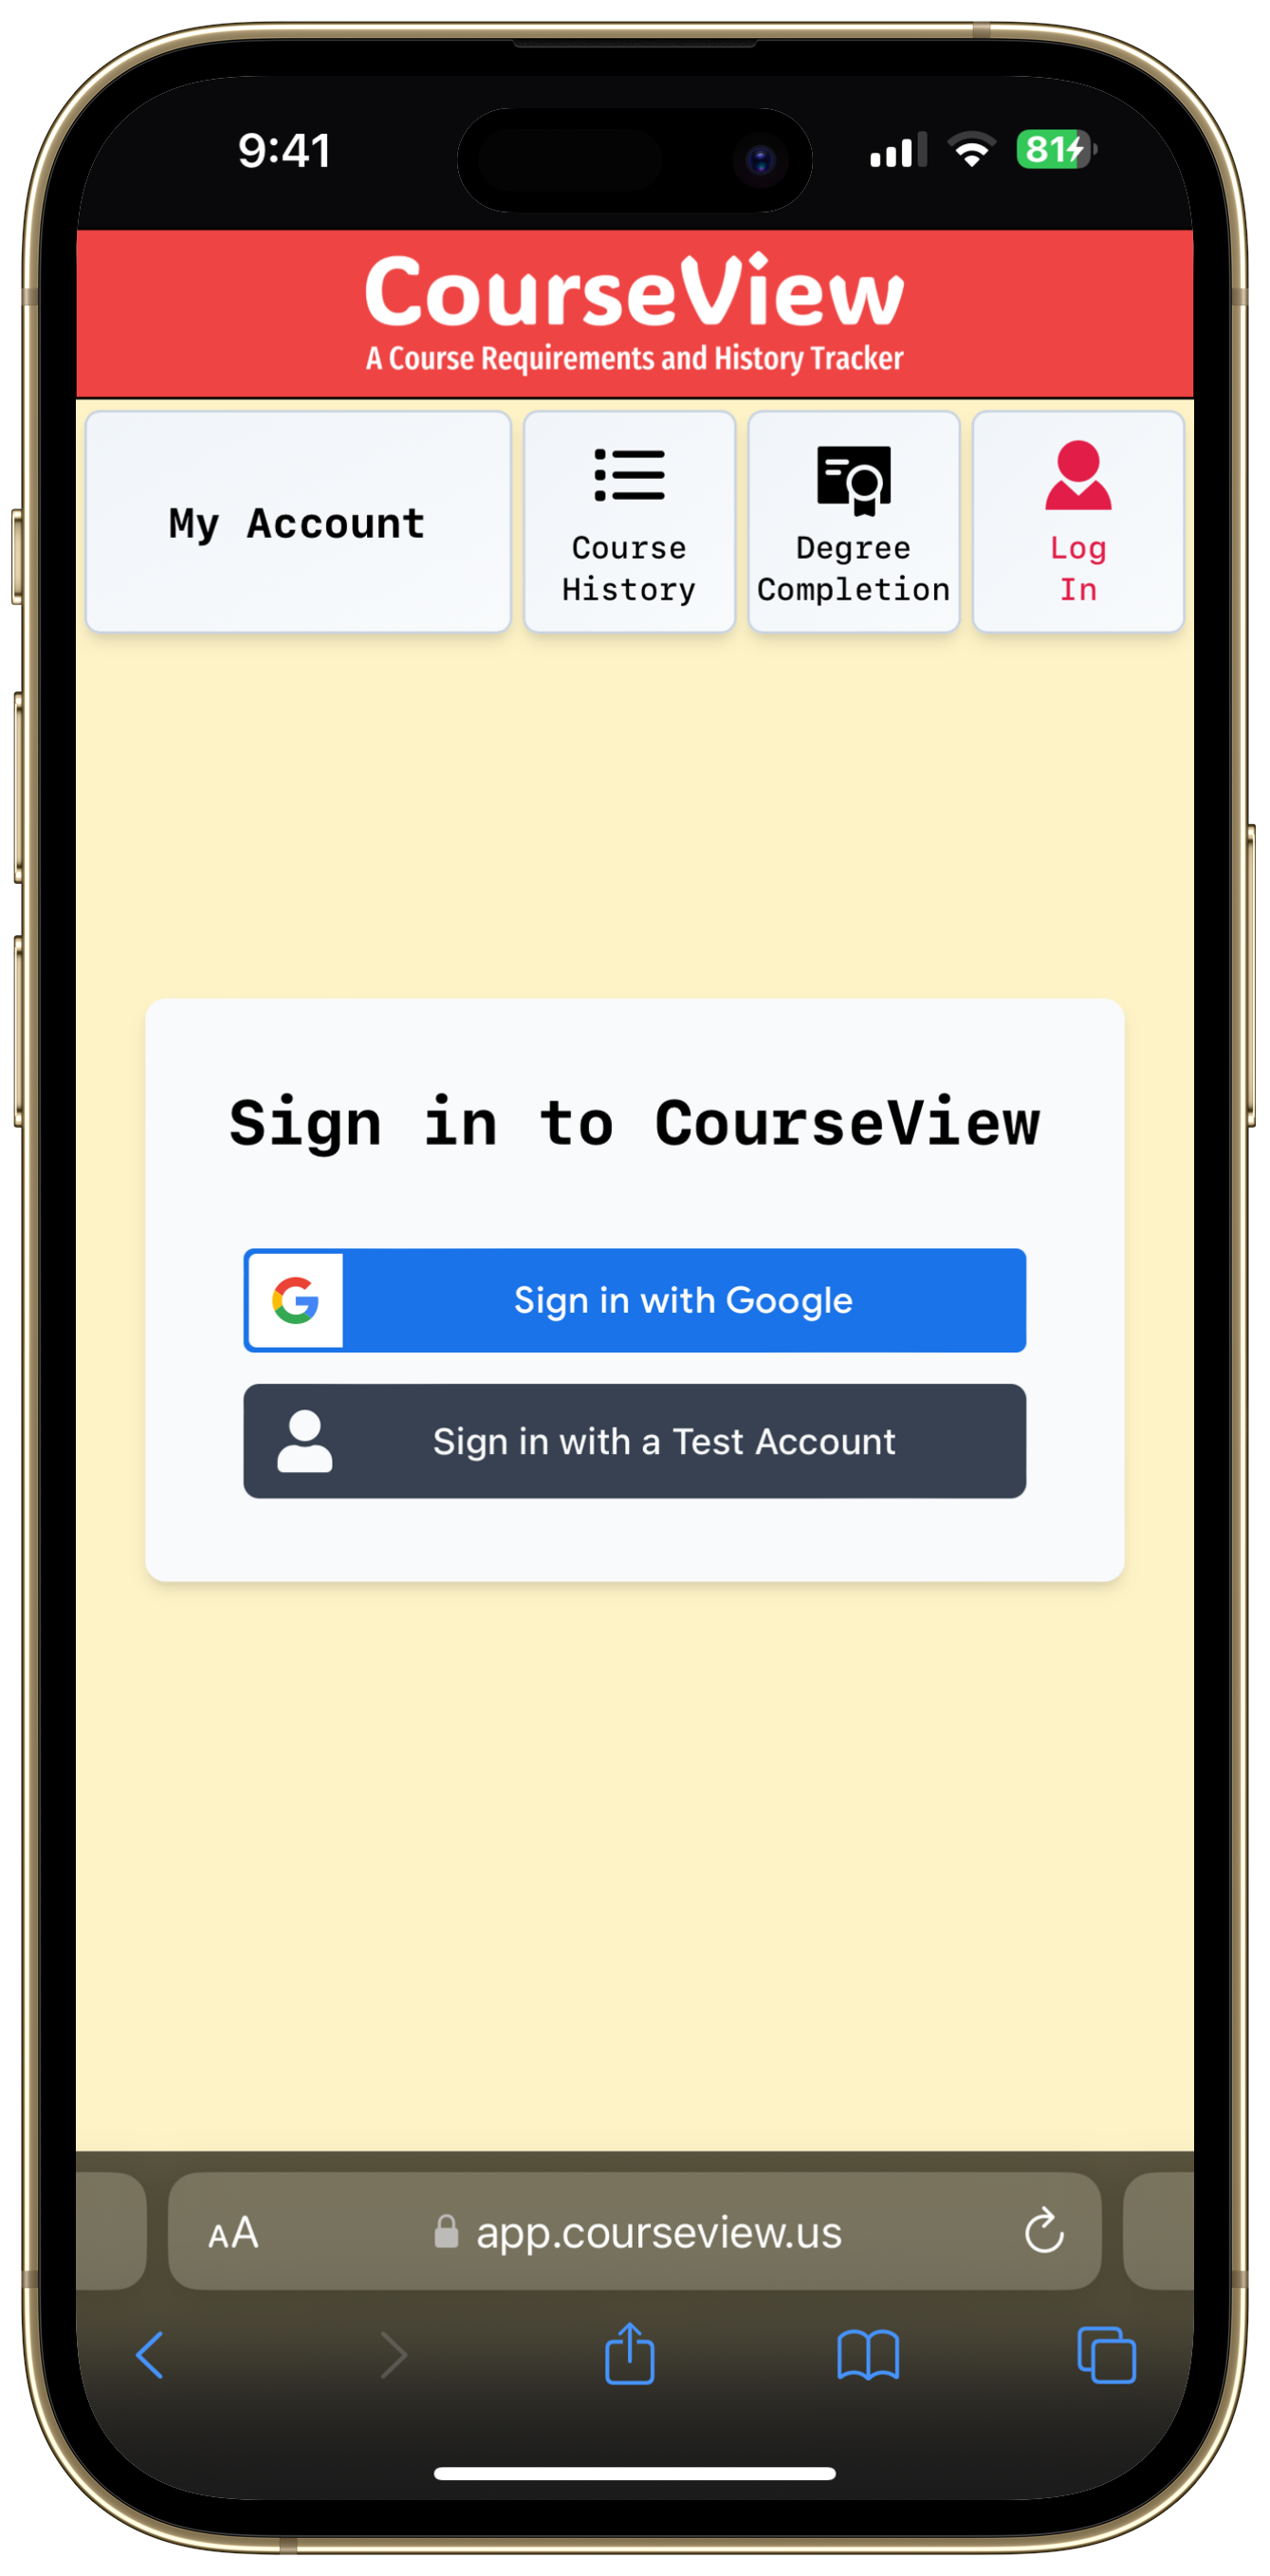 9:41
81
CourseView
A Course Requirements and History Tracker
My Account
Course
History
Degree
Completion
Log
In
Sign in to CourseView
G
Sign in with Google
Sign in with a Test Account
AA
app.courseview.us